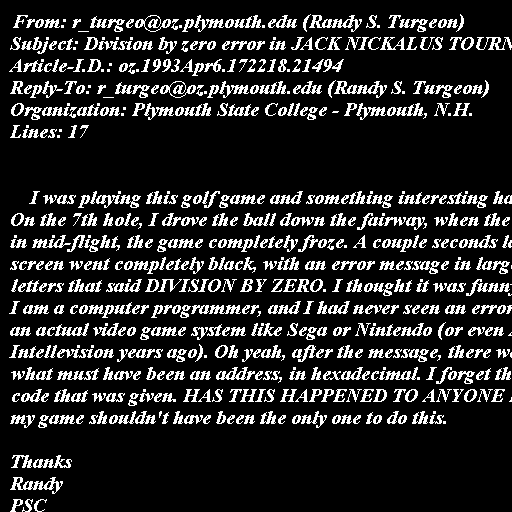 From: r_turgeo@oz.plymouth.edu (Randy S. Turgeon)
Subject: Division by zero error in JACK NICKALUS TOURN
Article-I.D.: oz.1993Apr6.172218.21494
Reply-To: r_turgeo@oz.plymouth.edu (Randy S. Turgeon)
Organization: Plymouth State College - Plymouth, N.H.
Lines: 17
I was playing this golf game and something interesting ha
On the 7th hole, I drove the ball down the fairway, when the
in mid-flight, the game completely froze. A couple seconds l
screen went completely black, with an error message in larg
letters that said DIVISION BY ZERO. I thought it was funny
I am a computer programmer, and I had never seen an error
an actual video game system like Sega or Nintendo (or even
Intellevision years ago). Oh yeah, after the message, there w
what must have been an address, in hexadecimal. I forget th
code that was given. HAS THIS HAPPENED TO ANYONE
my game shouldn't have been the only one to do this.
Thanks
Randy
PSC